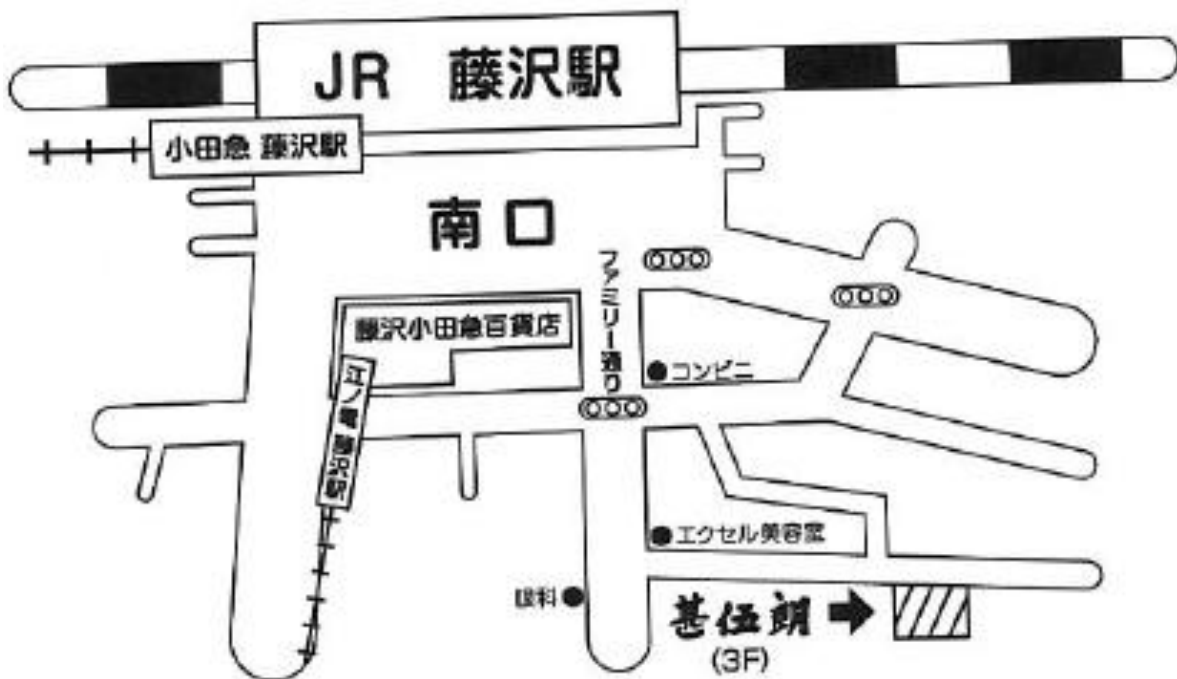 JR 藤沢駅
小田急 藤沢駅
南口
ファミリー通り
藤沢小田急百貨店
コンビニ
江ノ電 藤沢駅
エクセル美容室
眼科
甚伍朗
(3F)